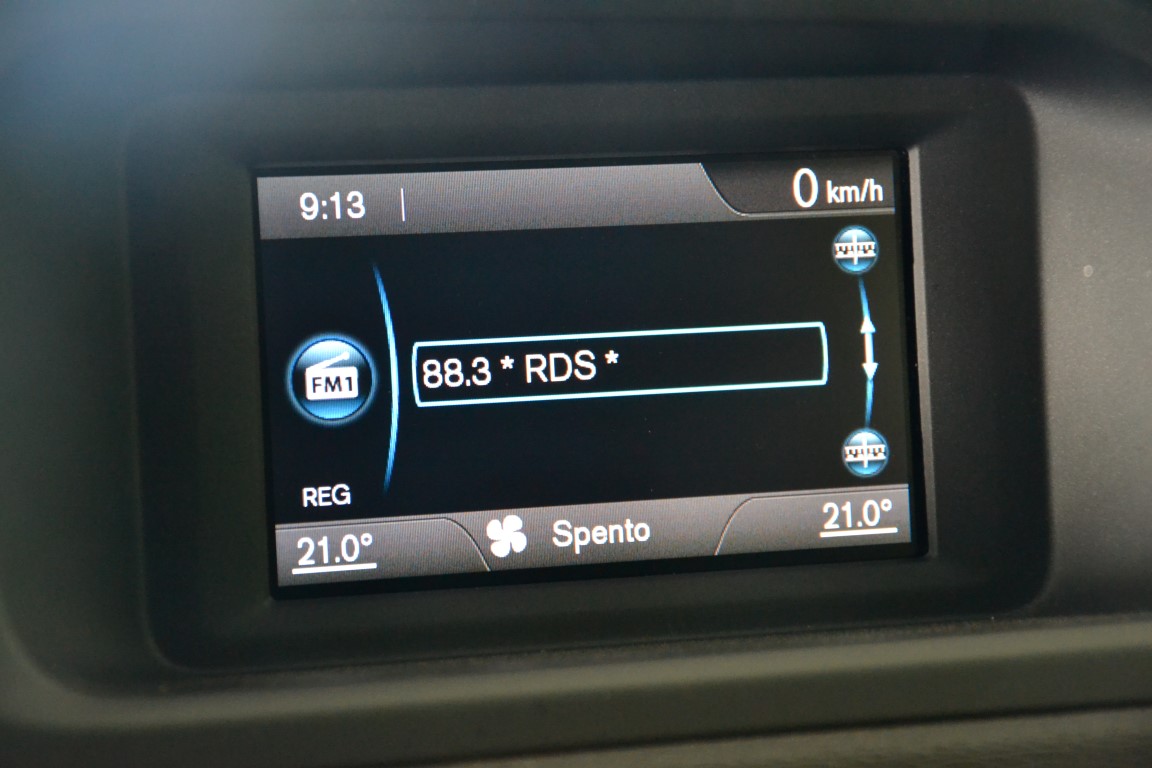 9:13
0 km/h
FM1
88.3 * RDS *
REG
21.0° Spento 21.0°